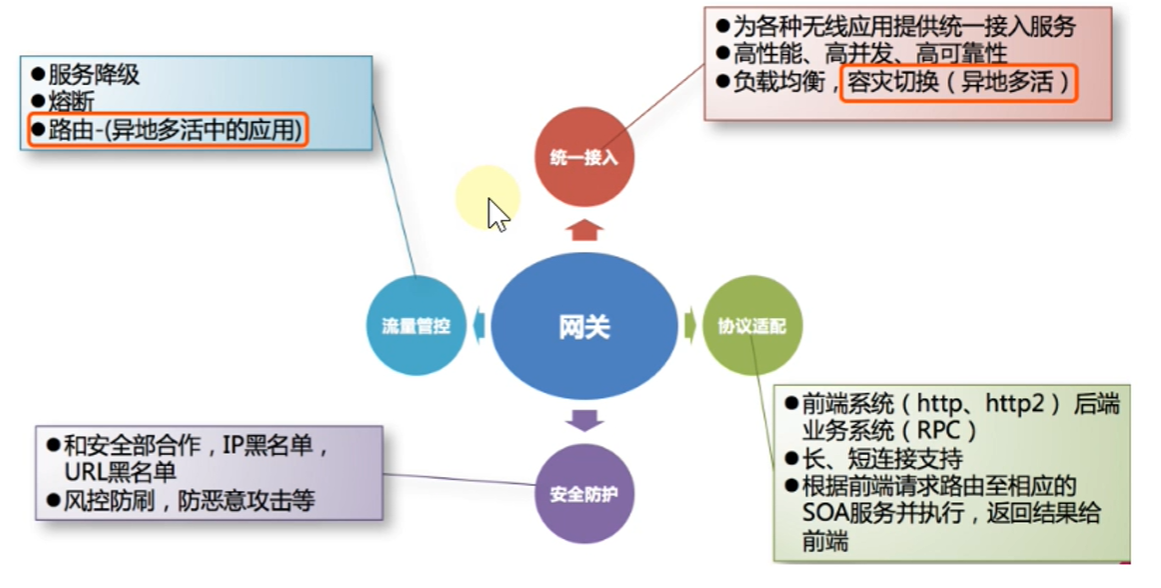 ●为各种无线应用提供统一接入服务
●高性能、高并发、高可靠性
●负载均衡，容灾切换（异地多活）
●服务降级
●熔断
●路由-(异地多活中的应用)
统一接入
流量管控
网关
协议适配
●前端系统（http、http2） 后端
业务系统（RPC）
●长、短连接支持
●根据前端请求路由至相应的
SOA服务并执行，返回结果给
前端
●和安全部合作，IP黑名单，
URL黑名单
●风控防刷，防恶意攻击等
安全防护